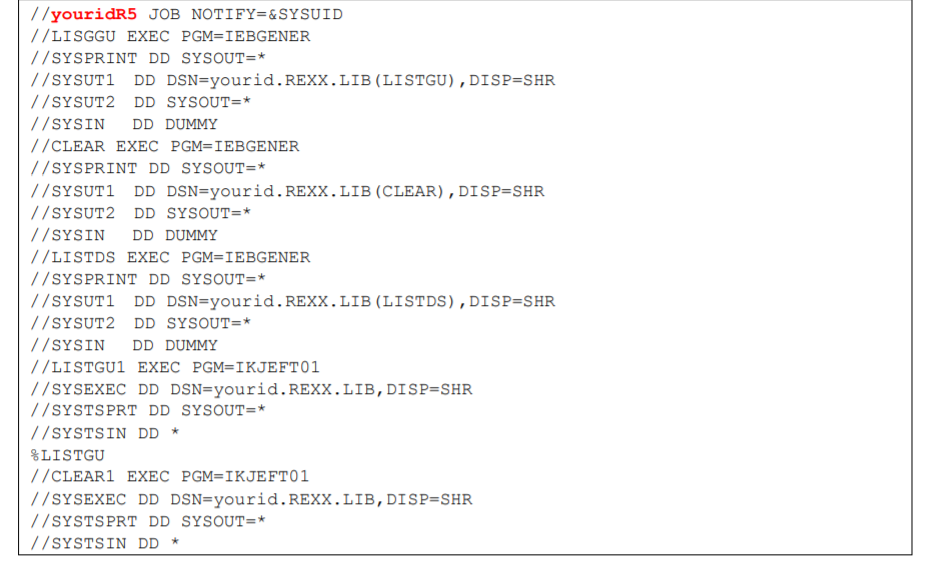 //youridR5 JOB NOTIFY=&SYSUID
//LISGGU EXEC PGM=IEBGENER
//SYSPRINT DD SYSOUT=*
//SYSUT1  DD DSN=yourid.REXX.LIB(LISTGU),DISP=SHR
//SYSUT2  DD SYSOUT=*
//SYSIN   DD DUMMY
//CLEAR EXEC PGM=IEBGENER
//SYSPRINT DD SYSOUT=*
//SYSUT1  DD DSN=yourid.REXX.LIB(CLEAR),DISP=SHR
//SYSUT2  DD SYSOUT=*
//SYSIN   DD DUMMY
//LISTDS EXEC PGM=IEBGENER
//SYSPRINT DD SYSOUT=*
//SYSUT1  DD DSN=yourid.REXX.LIB(LISTDS),DISP=SHR
//SYSUT2  DD SYSOUT=*
//SYSIN   DD DUMMY
//LISTGU1 EXEC PGM=IKJEFT01
//SYSEXEC DD DSN=yourid.REXX.LIB,DISP=SHR
//SYSTSPRT DD SYSOUT=*
//SYSTSIN DD *
%LISTGU
//CLEAR1 EXEC PGM=IKJEFT01
//SYSEXEC DD DSN=yourid.REXX.LIB,DISP=SHR
//SYSTSPRT DD SYSOUT=*
//SYSTSIN DD *